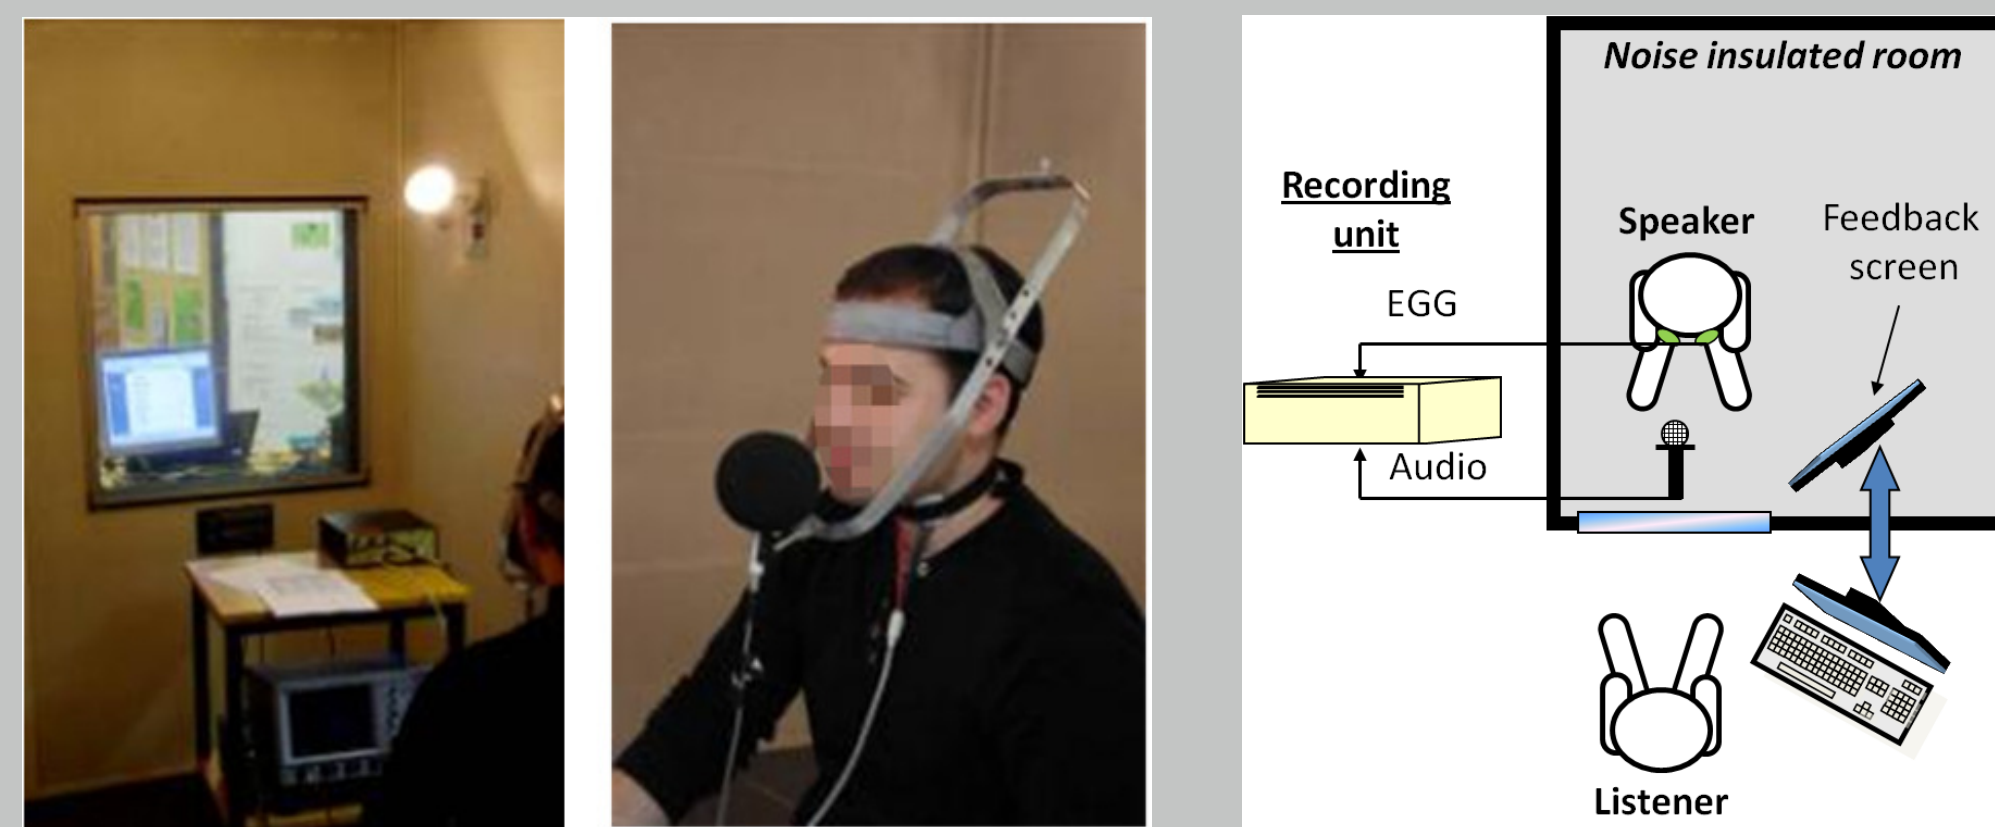 Noise insulated room
Recording
unit
Speaker
Feedback
screen
EGG
Audio
Listener